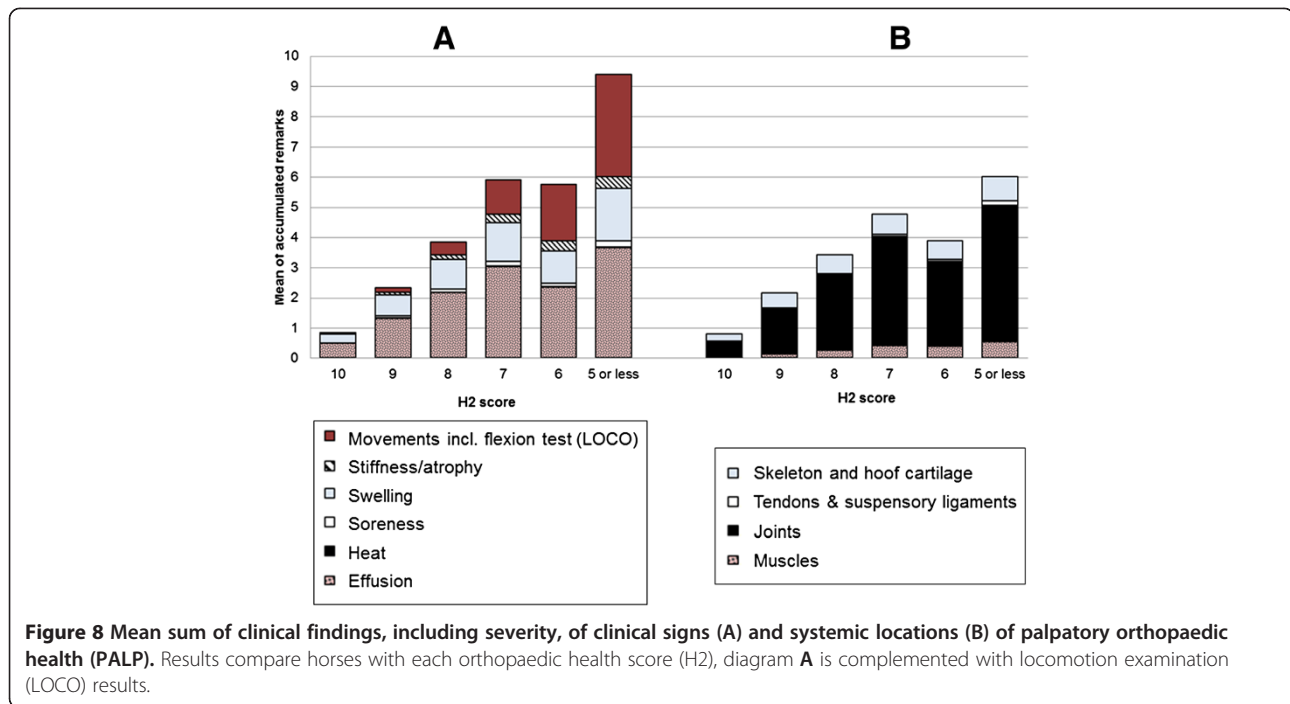 A B
10
9
8
7
6
5
4
3
2
1
0
Mean of accumulated remarks
10 9 8 7 6 5 or less
H2 score
10 9 8 7 6 5 or less
H2 score
Movements incl. flexion test (LOCO)
Stiffness/atrophy
Swelling
Soreness
Heat
Effusion
Skeleton and hoof cartilage
Tendons & suspensory ligaments
Joints
Muscles
Figure 8 Mean sum of clinical findings, including severity, of clinical signs (A) and systemic locations (B) of palpatory orthopaedic
health (PALP). Results compare horses with each orthopaedic health score (H2), diagram A is complemented with locomotion examination
(LOCO) results.